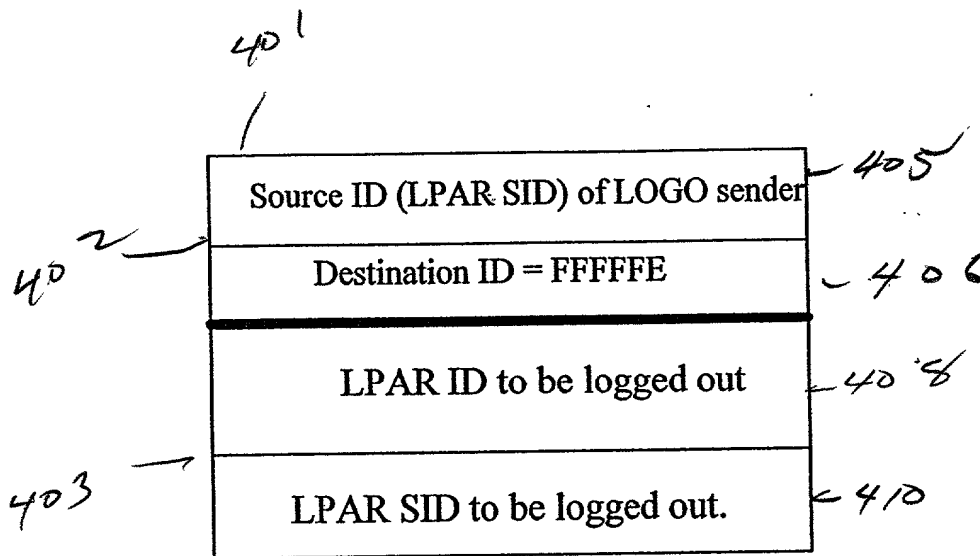 401
Source ID (LPAR SID) of LOGO sender
405
402
Destination ID = FFFFFE
406
LPAR ID to be logged out
408
403
LPAR SID to be logged out.
410